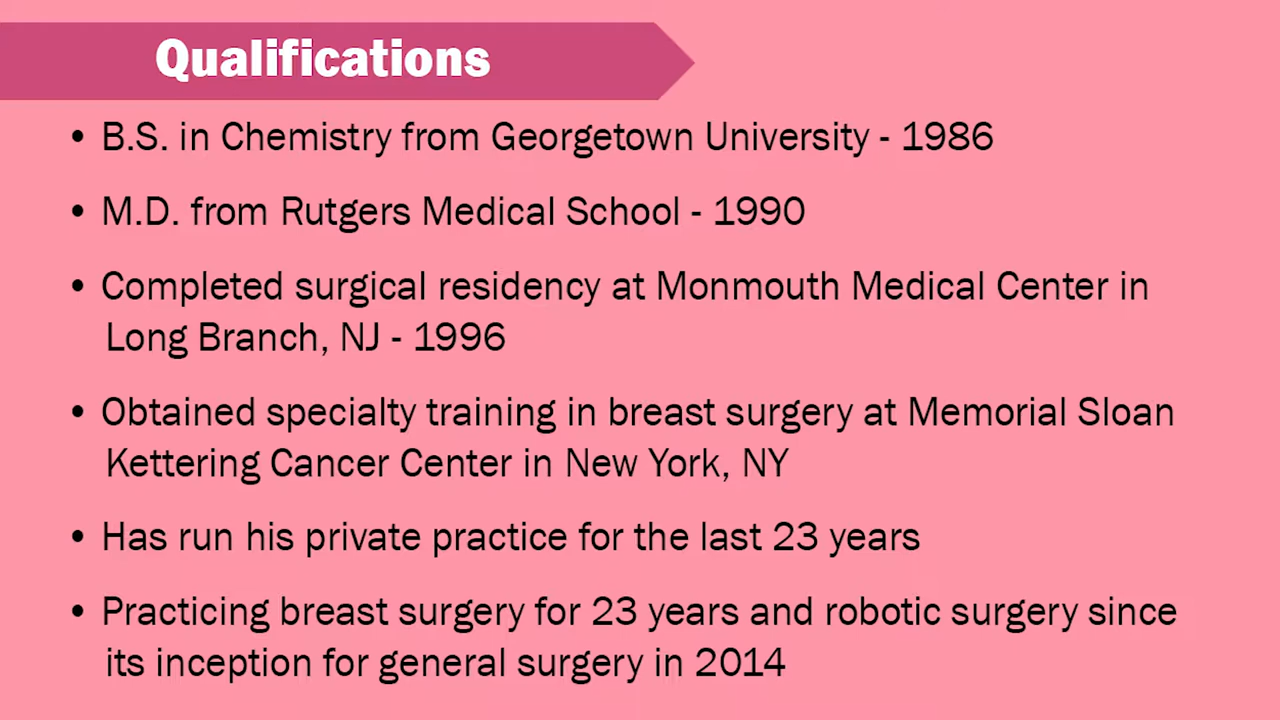 Qualifications
• B.S. in Chemistry from Georgetown University - 1986
• M.D. from Rutgers Medical School - 1990
• Completed surgical residency at Monmouth Medical Center in
Long Branch, NJ - 1996
• Obtained specialty training in breast surgery at Memorial Sloan
Kettering Cancer Center in New York, NY
• Has run his private practice for the last 23 years
• Practicing breast surgery for 23 years and robotic surgery since
its inception for general surgery in 2014